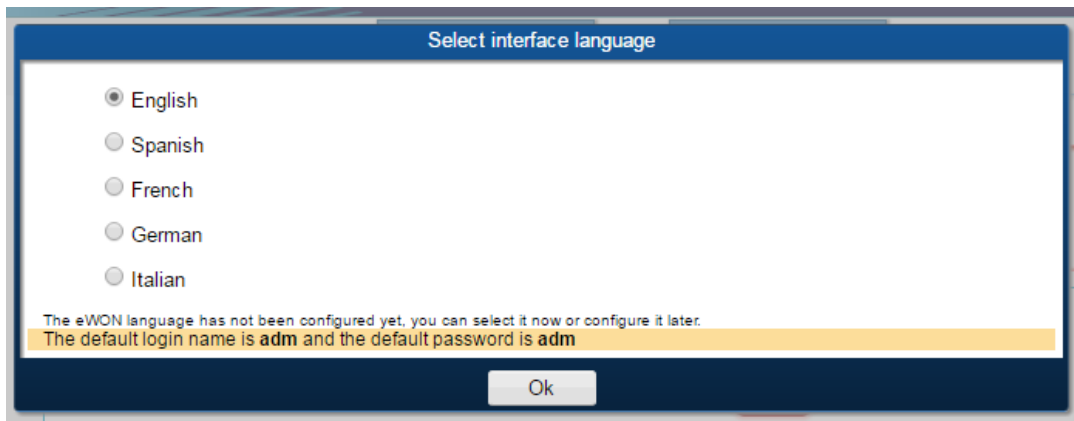 Select interface language
English
Spanish
French
German
Italian
The eWON language has not been configured yet, you can select it now or configure it later.
The default login name is adm and the default password is adm
Ok